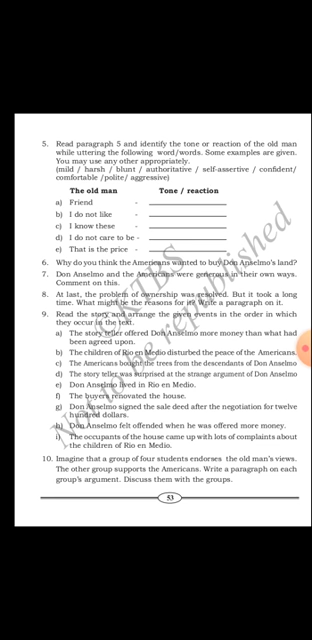 5. Read paragraph 5 and identify the tone or reaction of the old man
while uttering the following word/words. Some examples are given.
You may use any other appropriately.
(mild / harsh / blunt / authoritative / self-assertive / confident/
comfortable /polite/ aggressive)
The old man Tone / reaction
a) Friend -
b) I do not like -
c) I know these -
d) I do not care to be -
e) That is the price -
6. Why do you think the Americans wanted to buy Don Anselmo's land?
7. Don Anselmo and the Americans were generous in their own ways.
Comment on this.
8. At last, the problem of ownership was resolved. But it took a long
time. What might be the reasons for it? Write a paragraph on it.
9. Read the story and arrange the given events in the order in which
they occur in the text.
a) The story teller offered Don Anselmo more money than what had
been agreed upon.
b) The children of Rio en Medio disturbed the peace of the Americans.
c) The Americans bought the trees from the descendants of Don Anselmo
d) The story teller was surprised at the strange argument of Don Anselmo
e) Don Anselmo lived in Rio en Medio.
f) The buyers renovated the house.
g) Don Anselmo signed the sale deed after the negotiation for twelve
hundred dollars.
h) Don Anselmo felt offended when he was offered more money.
i) The occupants of the house came up with lots of complaints about
the children of Rio en Medio.
10. Imagine that a group of four students endorses the old man's views.
The other group supports the Americans. Write a paragraph on each
group's argument. Discuss them with the groups.
53
©KTBS
Not to be republished